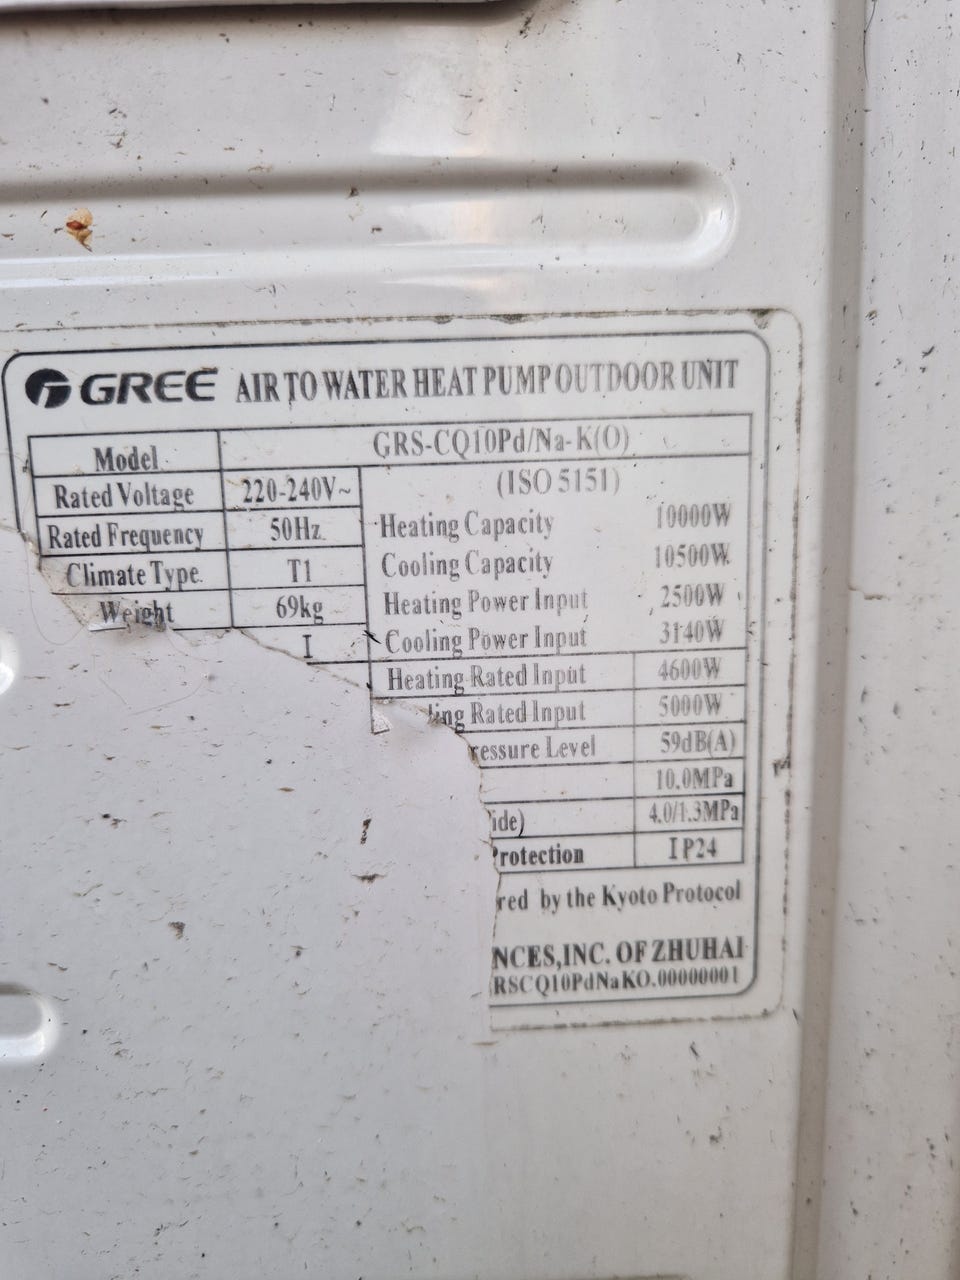 GREE AIR TO WATER HEAT PUMP OUTDOOR UNIT
Model GRS-CQ10Pd/Na-K(O)
Rated Voltage 220-240V~ (ISO 5151)
Rated Frequency 50Hz Heating Capacity 10000W
Climate Type T1 Cooling Capacity 10500W
Weight 69kg Heating Power Input 2500W
I Cooling Power Input 3140W
Heating Rated Input 4600W
ling Rated Input 5000W
ressure Level 59dB(A)
10.0MPa
ide) 4.0/1.3MPa
rotection IP24
red by the Kyoto Protocol
NCES,INC. OF ZHUHAI
RSCQ10PdNaKO.00000001